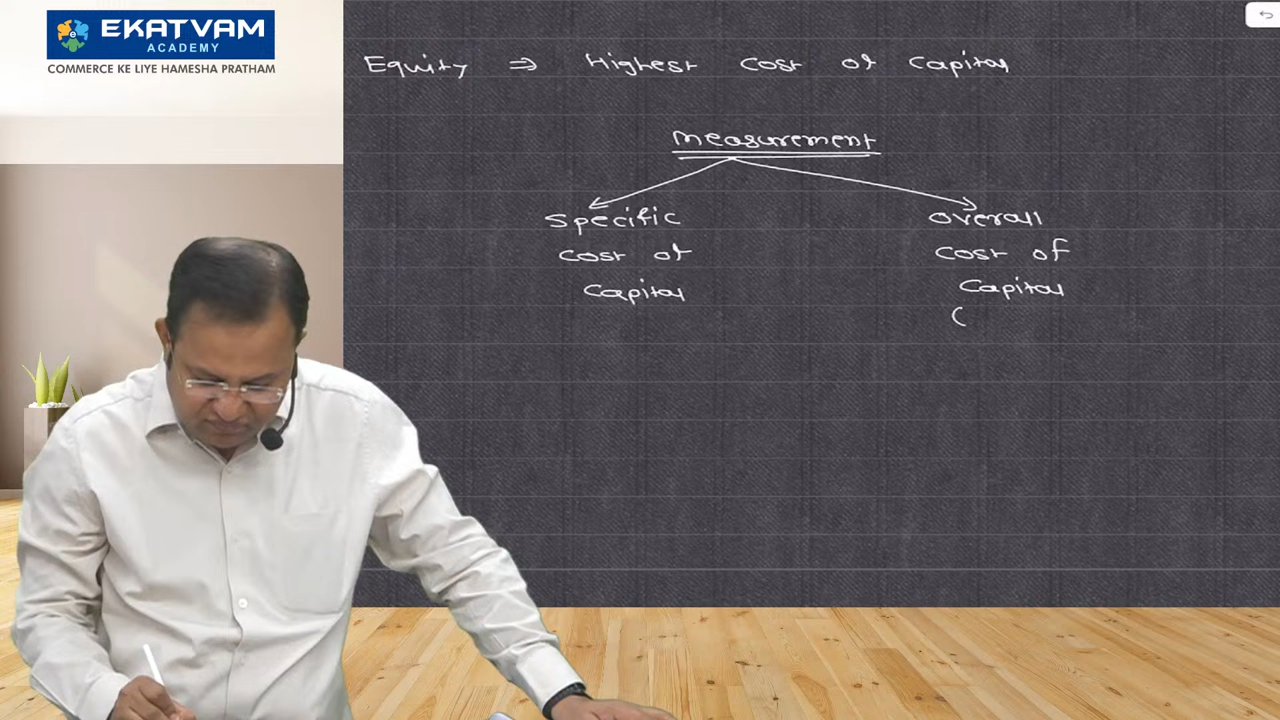 EKATVAM
ACADEMY
COMMERCE KE LIYE HAMESHA PRATHAM
Equity ⇒ Highest cost of capital
measurement
Specific
cost of
capital
overall
cost of
capital
(